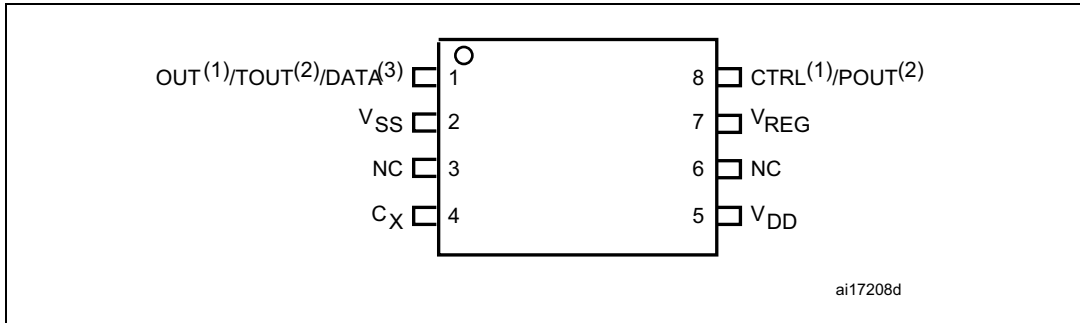 OUT(1)/TOUT(2)/DATA(3) 1 8 CTRL(1)/POUT(2)
VSS 2 7 VREG
NC 3 6 NC
CX 4 5 VDD
ai17208d